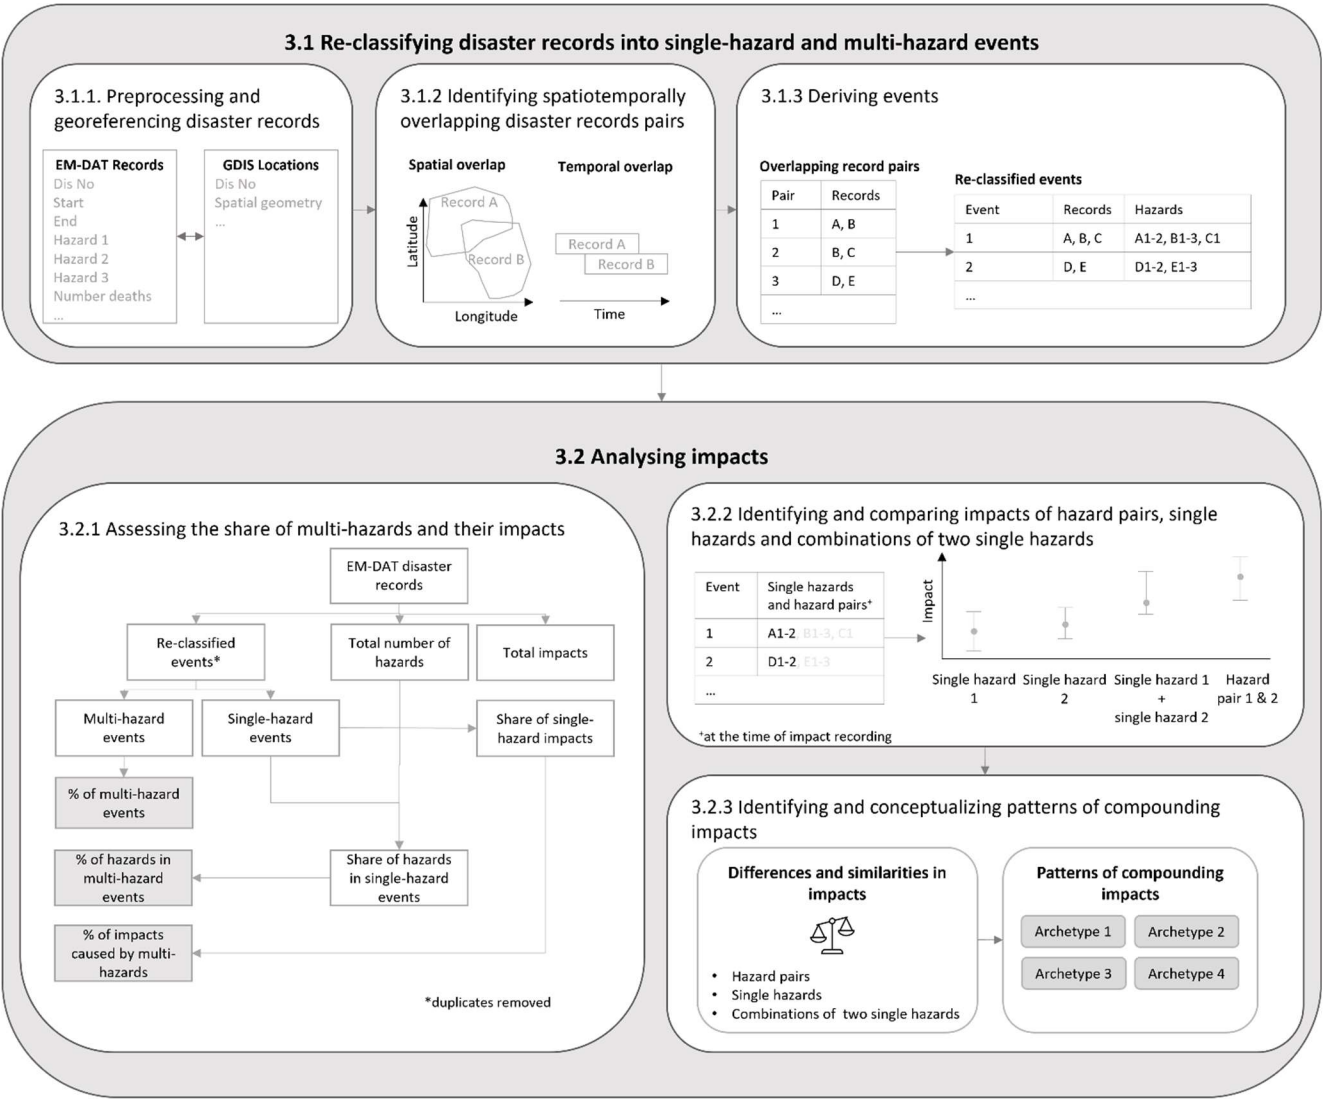 3.1 Re-classifying disaster records into single-hazard and multi-hazard events
3.1.1. Preprocessing and
georeferencing disaster records
EM-DAT Records
Dis No
Start
End
Hazard 1
Hazard 2
Hazard 3
Number deaths
...
GDIS Locations
Dis No
Spatial geometry
...
3.1.2 Identifying spatiotemporally
overlapping disaster records pairs
Spatial overlap
Latitude
Record A
Record B
Longitude
Temporal overlap
Record A
Record B
Time
3.1.3 Deriving events
Overlapping record pairs
Pair Records
1 A, B
2 B, C
3 D, E
...
Re-classified events
Event Records Hazards
1 A, B, C A1-2, B1-3, C1
2 D, E D1-2, E1-3
...
3.2 Analysing impacts
3.2.1 Assessing the share of multi-hazards and their impacts
EM-DAT disaster
records
Re-classified
events*
Total number of
hazards
Total impacts
Multi-hazard
events
Single-hazard
events
Share of single-
hazard impacts
% of multi-hazard
events
% of hazards in
multi-hazard
events
Share of hazards
in single-hazard
events
% of impacts
caused by multi-
hazards
*duplicates removed
3.2.2 Identifying and comparing impacts of hazard pairs, single
hazards and combinations of two single hazards
Event Single hazards
and hazard pairs+
1 A1-2, B1-3, C1
2 D1-2, E1-3
...
+at the time of impact recording
Impact
Single hazard
1
Single hazard
2
Single hazard 1
+
single hazard 2
Hazard
pair 1 & 2
3.2.3 Identifying and conceptualizing patterns of compounding
impacts
Differences and similarities in
impacts
• Hazard pairs
• Single hazards
• Combinations of two single hazards
Patterns of compounding
impacts
Archetype 1
Archetype 2
Archetype 3
Archetype 4